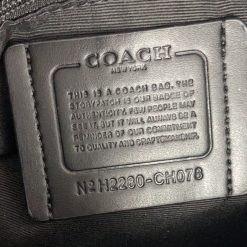 COACH
NEW YORK
THIS IS A COACH BAG. THE
STORYPATCH IS OUR BADGE OF
AUTHENTICITY. FEW PEOPLE MAY
SEE IT, BUT IT WILL ALWAYS BE A
REMINDER OF OUR COMMITMENT
TO QUALITY AND CRAFTSMANSHIP.
Nº H2280-CH078